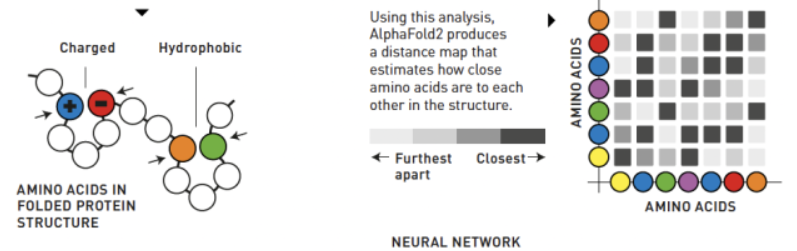 Charged
Hydrophobic
+
−
AMINO ACIDS IN
FOLDED PROTEIN
STRUCTURE
Using this analysis,
AlphaFold2 produces
a distance map that
estimates how close
amino acids are to each
other in the structure.
← Furthest
apart
Closest→
AMINO ACIDS
AMINO ACIDS
NEURAL NETWORK